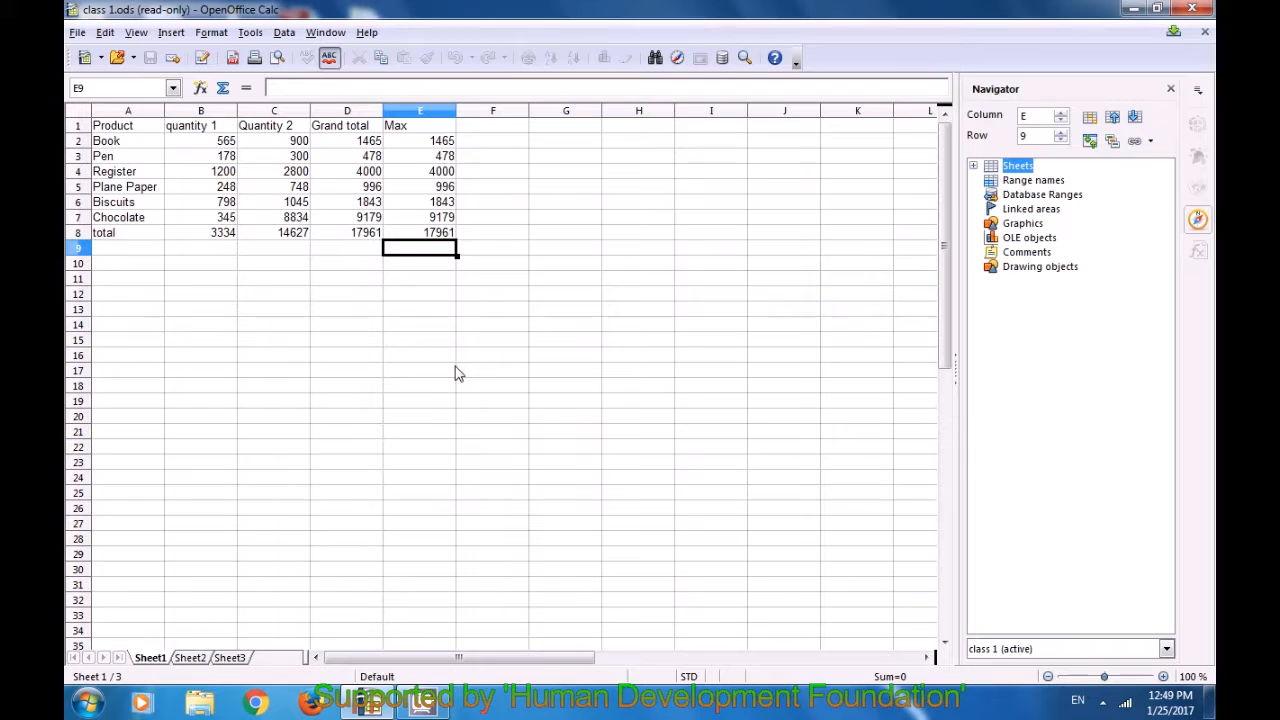 class 1.ods (read-only) - OpenOffice Calc
File Edit View Insert Format Tools Data Window Help
E9
Navigator
Column E
Row 9
A B C D E F G H I J K L
1 Product quantity 1 Quantity 2 Grand total Max
2 Book 565 900 1465 1465
3 Pen 178 300 478 478
4 Register 1200 2800 4000 4000
5 Plane Paper 248 748 996 996
6 Biscuits 798 1045 1843 1843
7 Chocolate 345 8834 9179 9179
8 total 3334 14627 17961 17961
9
10
11
12
13
14
15
16
17
18
19
20
21
22
23
24
25
26
27
28
29
30
31
32
33
34
35
Sheets
Range names
Database Ranges
Linked areas
Graphics
OLE objects
Comments
Drawing objects
class 1 (active)
Sheet1 Sheet2 Sheet3
Sheet 1 / 3 Default STD Sum=0 100 %
Supported by 'Human Development Foundation'
EN 12:49 PM
1/25/2017